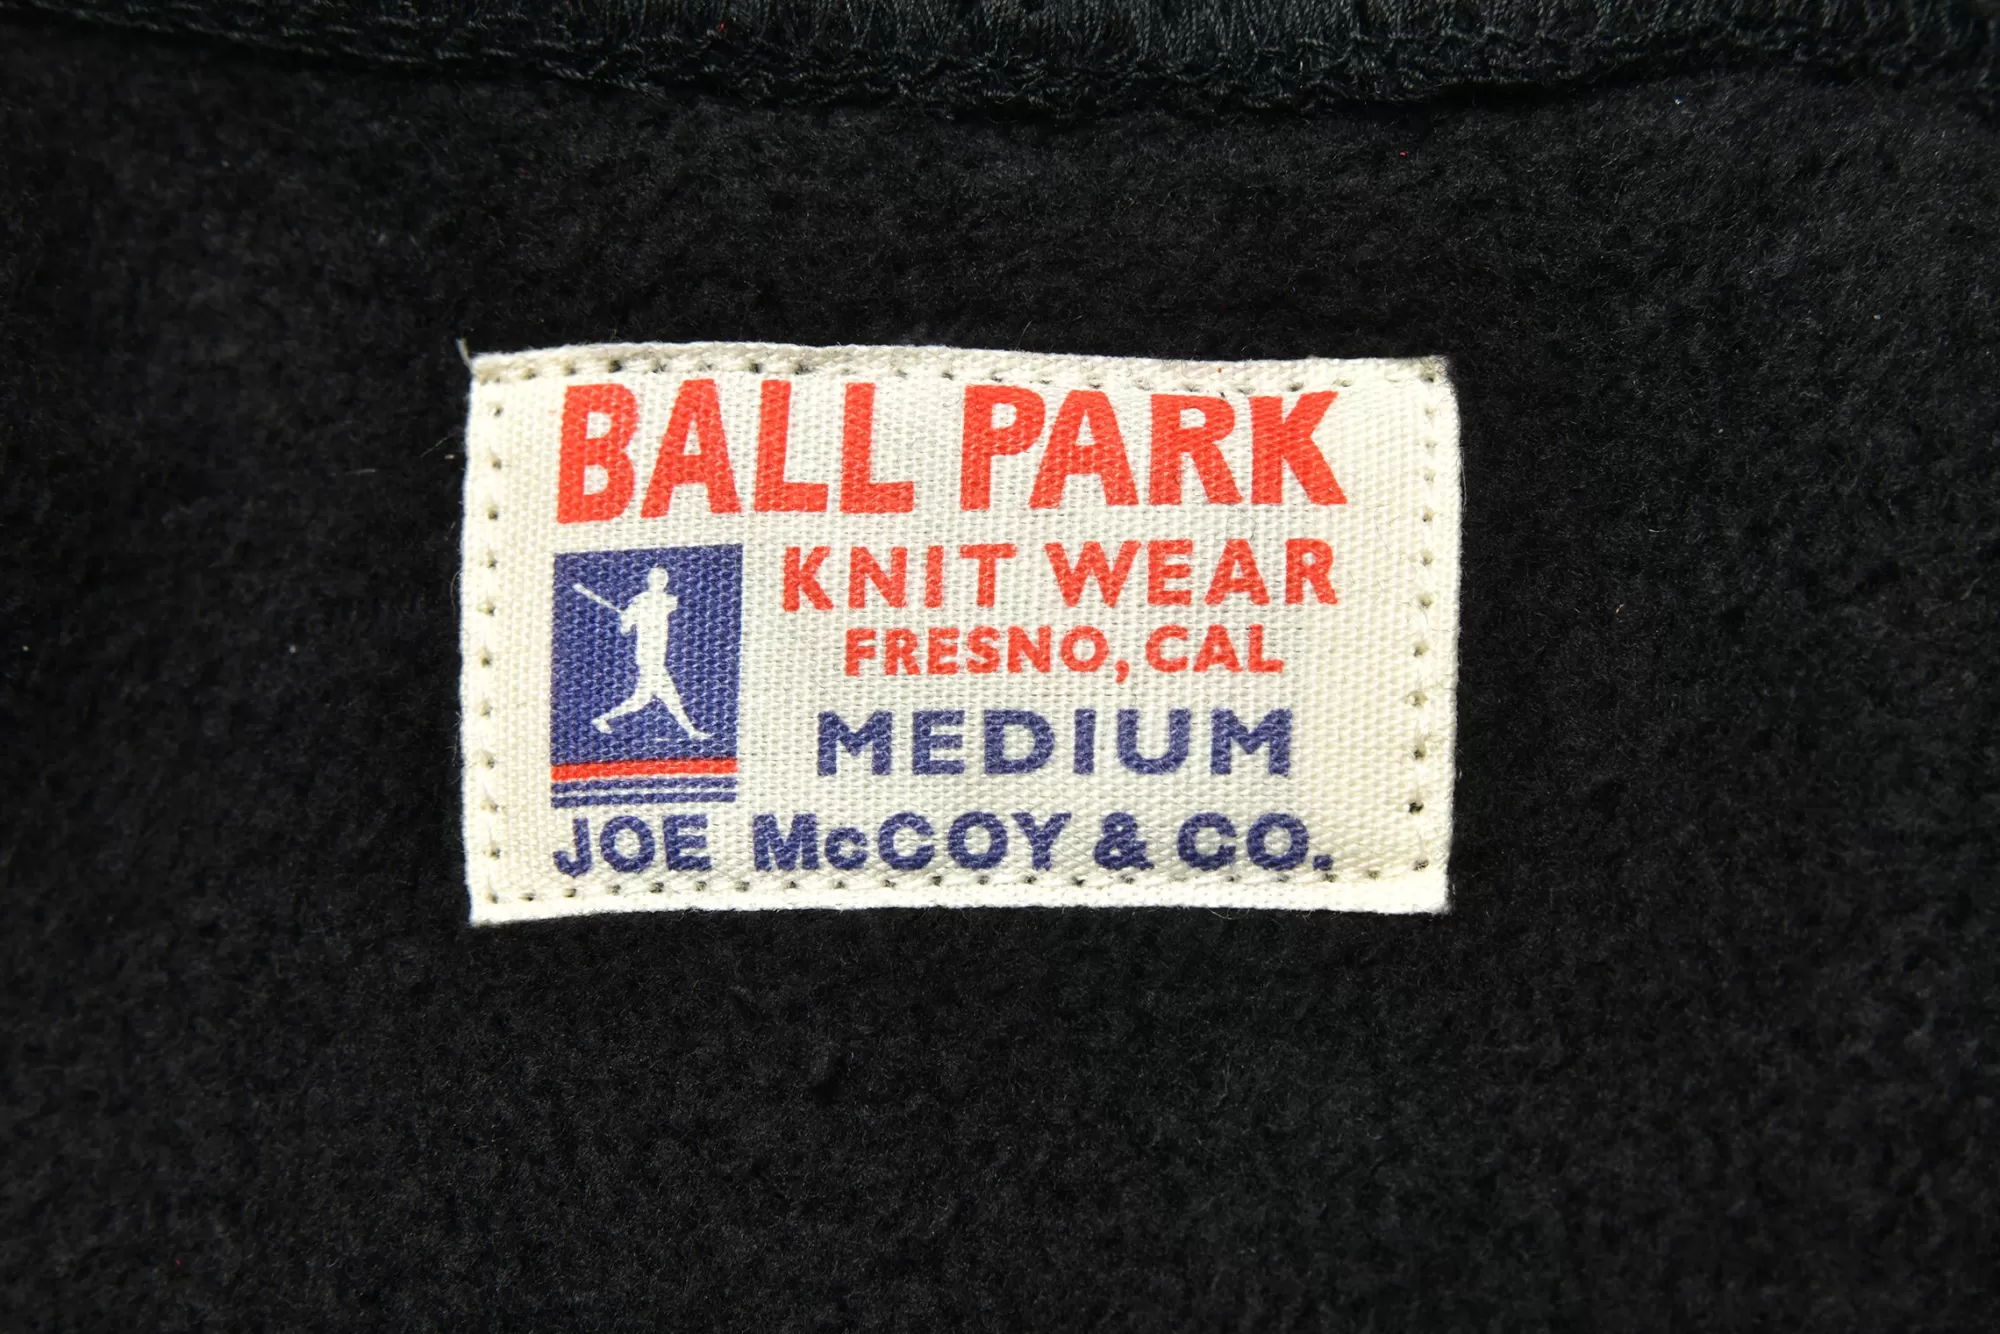 BALL PARK
KNIT WEAR
FRESNO, CAL
MEDIUM
JOE McCOY & CO.